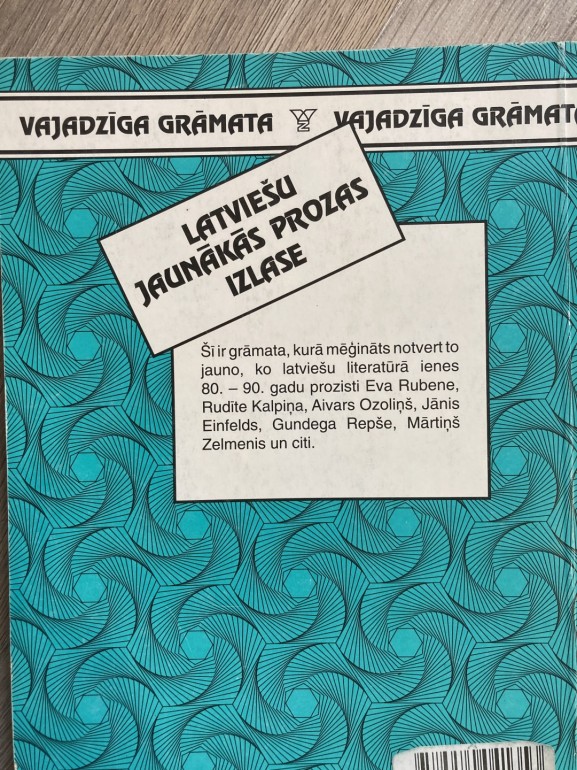 VAJADZĪGA GRĀMATA VAJADZĪGA GRĀMATA
LATVIEŠU
JAUNĀKĀS PROZAS
IZLASE
Šī ir grāmata, kurā mēģināts notvert to
jauno, ko latviešu literatūrā ienes
80. – 90. gadu prozisti Eva Rubene,
Rudīte Kalpiņa, Aivars Ozoliņš, Jānis
Einfelds, Gundega Repše, Mārtiņš
Zelmenis un citi.